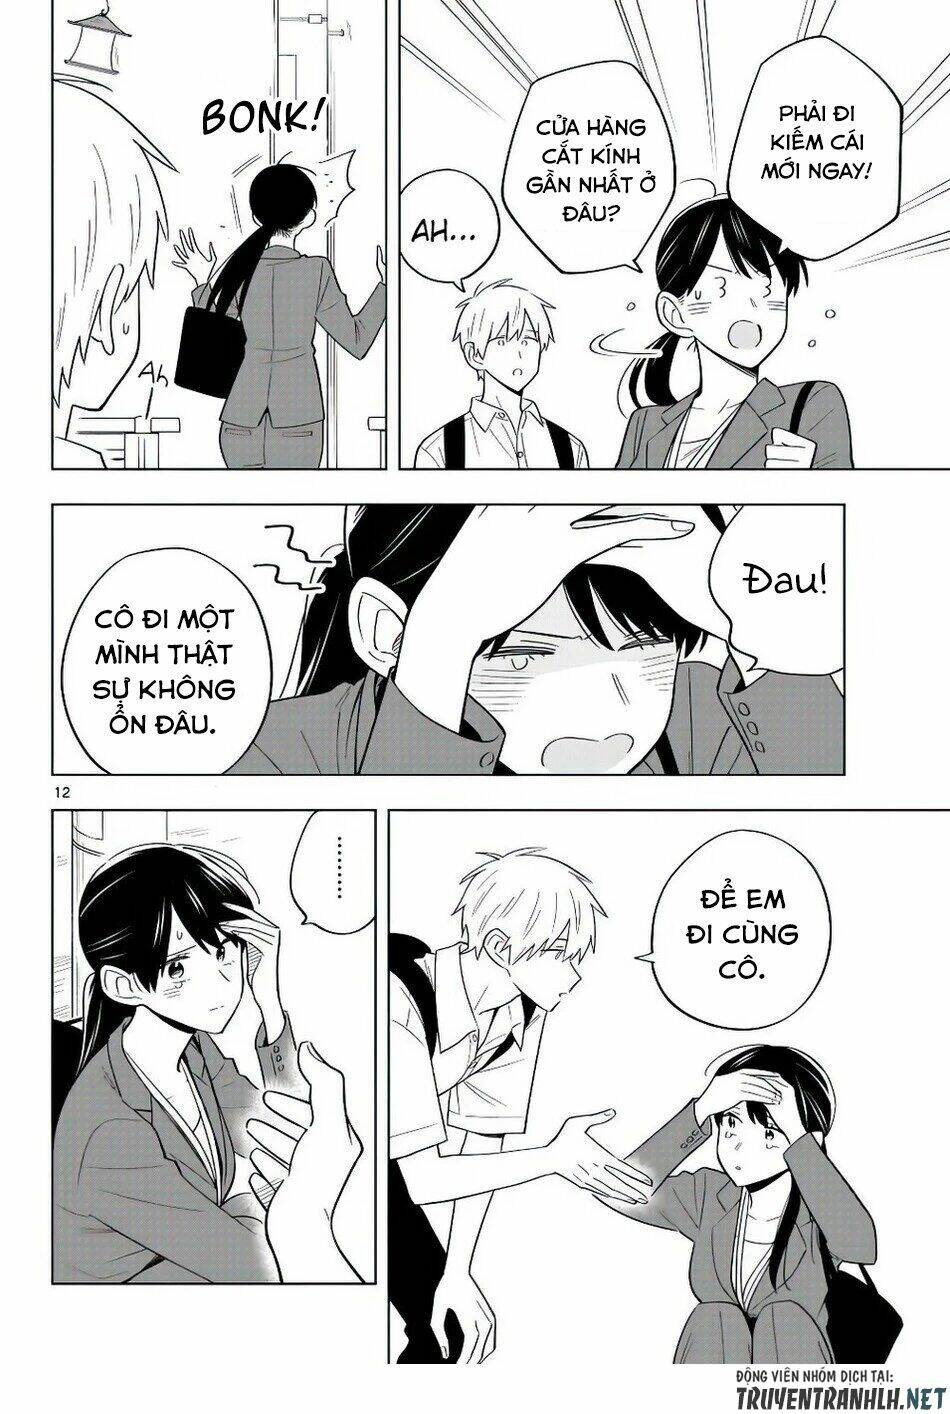 PHẢI ĐI
KIẾM CÁI
MỚI NGAY!
CỬA HÀNG
CẮT KÍNH
GẦN NHẤT Ở
ĐÂU?
AH...
BONK!
Ah
Đau!
CÔ ĐI MỘT
MÌNH THẬT
SỰ KHÔNG
ỔN ĐÂU.
12
ĐỂ EM
ĐI CÙNG
CÔ.
.........
ĐỘNG VIÊN NHÓM DỊCH TẠI:
TRUYENTRANHLH.NET